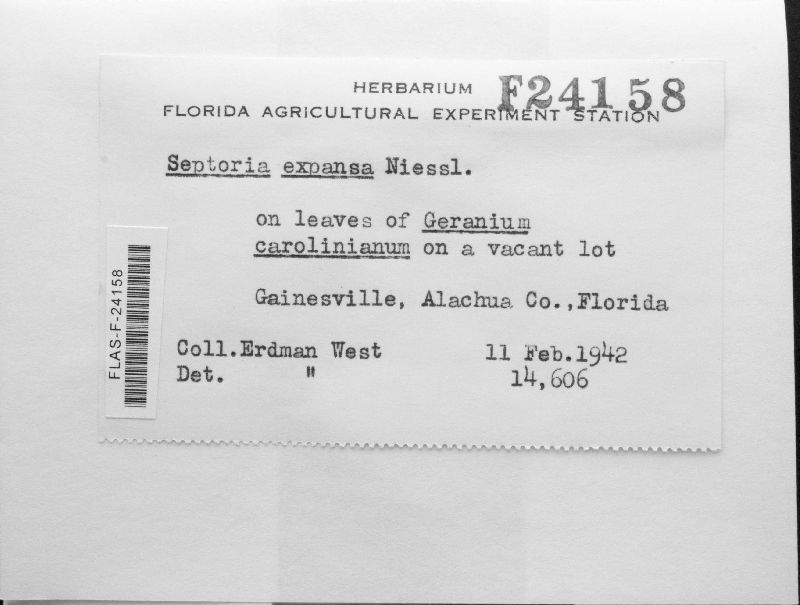 HERBARIUM F24158
FLORIDA AGRICULTURAL EXPERIMENT STATION
Septoria expansa Niessl.
on leaves of Geranium
carolinianum on a vacant lot
Gainesville, Alachua Co.,Florida
Coll.Erdman West 11 Feb.1942
Det. " 14,606
FLAS-F-24158